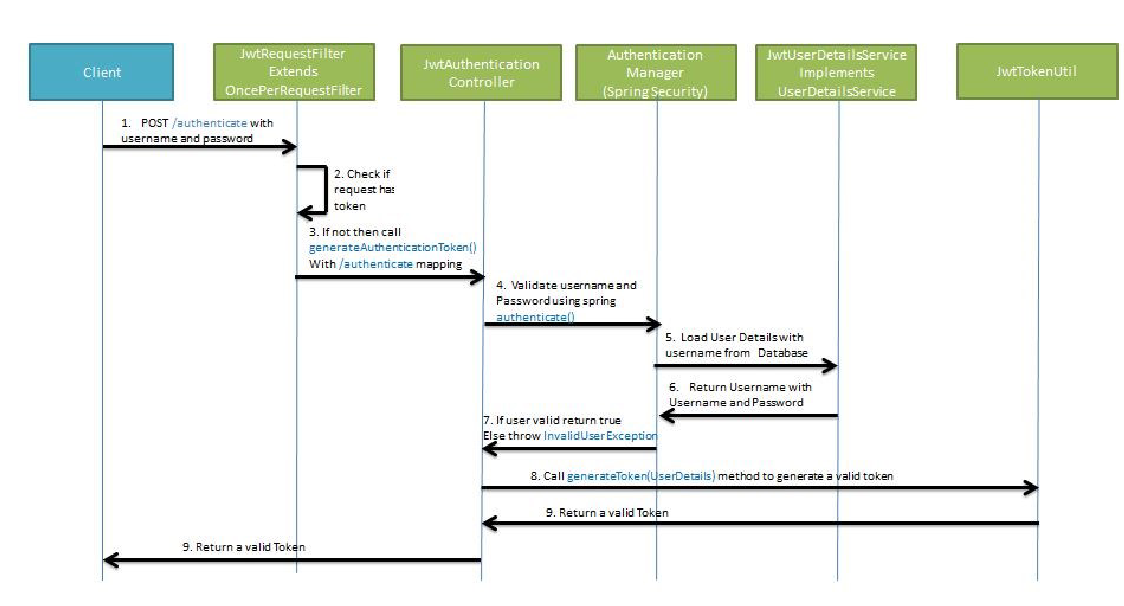 Client
JwtRequestFilter
Extends
OncePerRequestFilter
JwtAuthentication
Controller
Authentication
Manager
(Spring Security)
JwtUserDetailsService
Implements
UserDetailsService
JwtTokenUtil
1. POST /authenticate with
username and password
2. Check if
request has
token
3. If not then call
generateAuthenticationToken()
With /authenticate mapping
4. Validate username and
Password using spring
authenticate()
5. Load User Details with
username from Database
6. Return Username with
Username and Password
7. If user valid return true
Else throw InvalidUserException
8. Call generateToken(UserDetails) method to generate a valid token
9. Return a valid Token
9. Return a valid Token